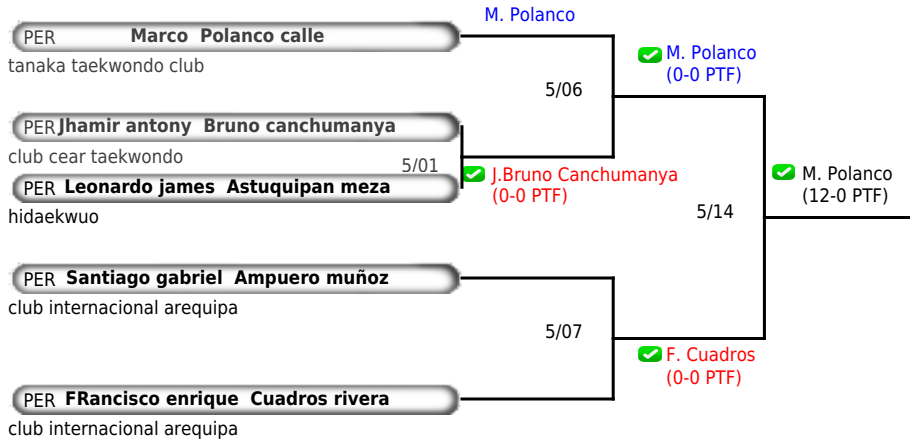 M. Polanco
PER Marco Polanco calle
tanaka taekwondo club
M. Polanco
(0-0 PTF)
5/06
PER Jhamir antony Bruno canchumanya
club cear taekwondo
5/01
J.Bruno Canchumanya
(0-0 PTF)
PER Leonardo james Astuquipan meza
hidaekwuo
M. Polanco
(12-0 PTF)
5/14
PER Santiago gabriel Ampuero muñoz
club internacional arequipa
5/07
F. Cuadros
(0-0 PTF)
PER FRancisco enrique Cuadros rivera
club internacional arequipa